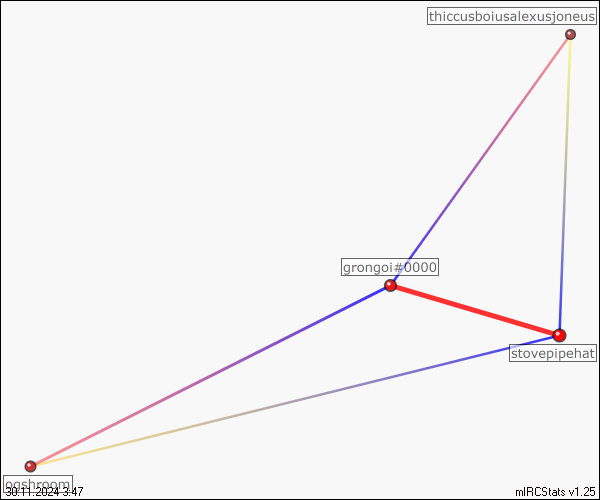 thiccusboiusalexusjoneus
grongoi#0000
stovepipehat
ogshroom
30.11.2024 3:47
mIRCStats v1.25